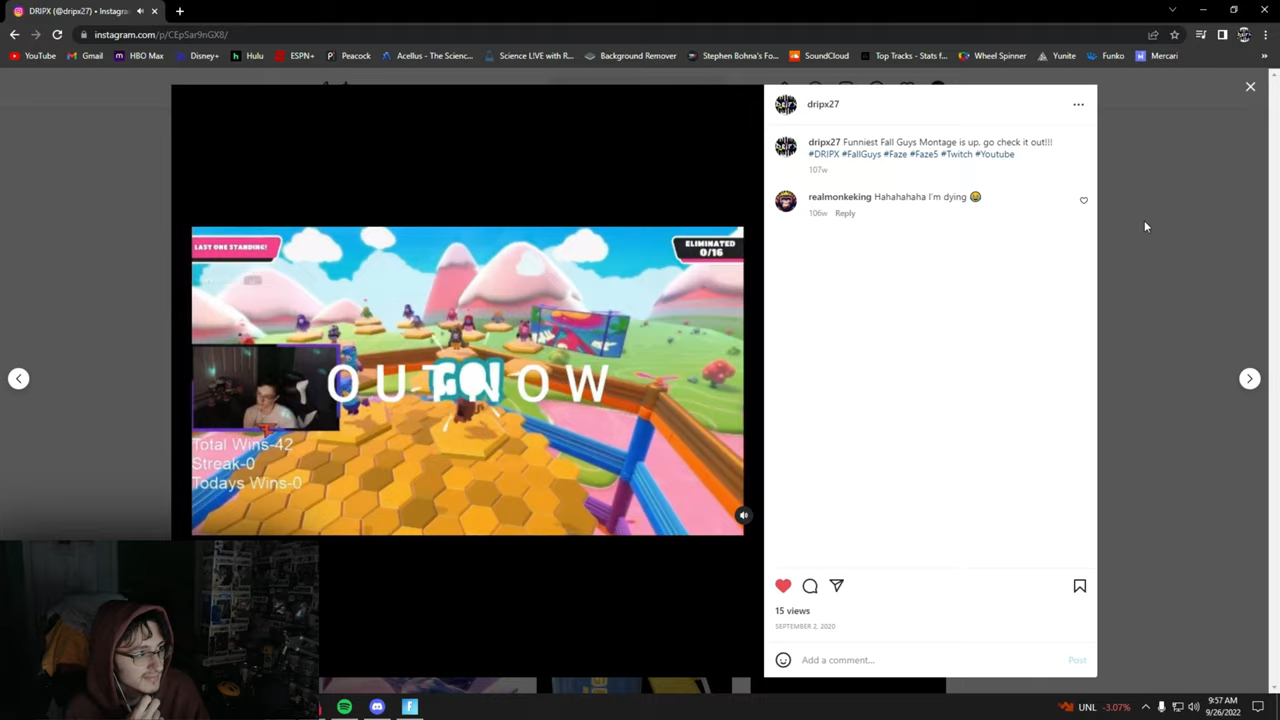 DRIPX (@dripx27) • Instagra
instagram.com/p/CEpSar9nGX8/
YouTube
Gmail
HBO Max
Disney+
Hulu
ESPN+
Peacock
Acellus - The Scien...
Science LIVE with R...
Background Remover
Stephen Bohna's Fo...
SoundCloud
Top Tracks - Stats f...
Wheel Spinner
Yunite
Funko
Mercari
»
dripx27
dripx27 Funniest Fall Guys Montage is up, go check it out!!!
#DRIPX #FallGuys #Faze #Faze5 #Twitch #Youtube
107w
realmonkeking Hahahahaha I'm dying 😂
106w Reply
LAST ONE STANDING!
ELIMINATED
0/16
OUT NOW
GO!
Total Wins-42
Streak-0
Todays Wins-0
15 views
SEPTEMBER 2, 2020
Add a comment...
Post
UNL -3.07%
9:57 AM
9/26/2022